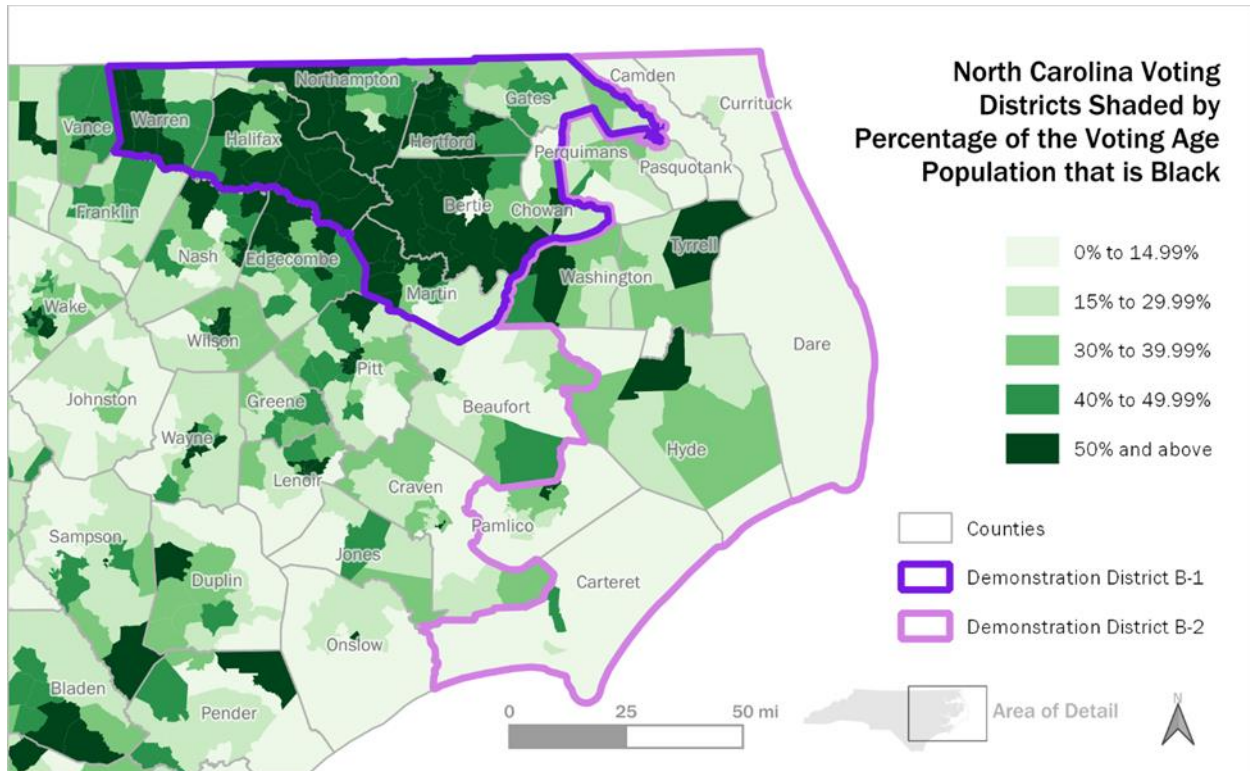 North Carolina Voting
Districts Shaded by
Percentage of the Voting Age
Population that is Black
0% to 14.99%
15% to 29.99%
30% to 39.99%
40% to 49.99%
50% and above
Counties
Demonstration District B-1
Demonstration District B-2
Area of Detail
N
0 25 50 mi
Camden
Northampton
Currituck
Gates
Vance
Warren
Halifax
Hertford
Perquimans
Pasquotank
Franklin
Bertie
Chowan
Nash
Edgecombe
Tyrrell
Washington
Martin
Wake
Wilson
Dare
Pitt
Johnston
Greene
Beaufort
Wayne
Hyde
Lenoir
Craven
Pamlico
Sampson
Jones
Duplin
Carteret
Onslow
Bladen
Pender